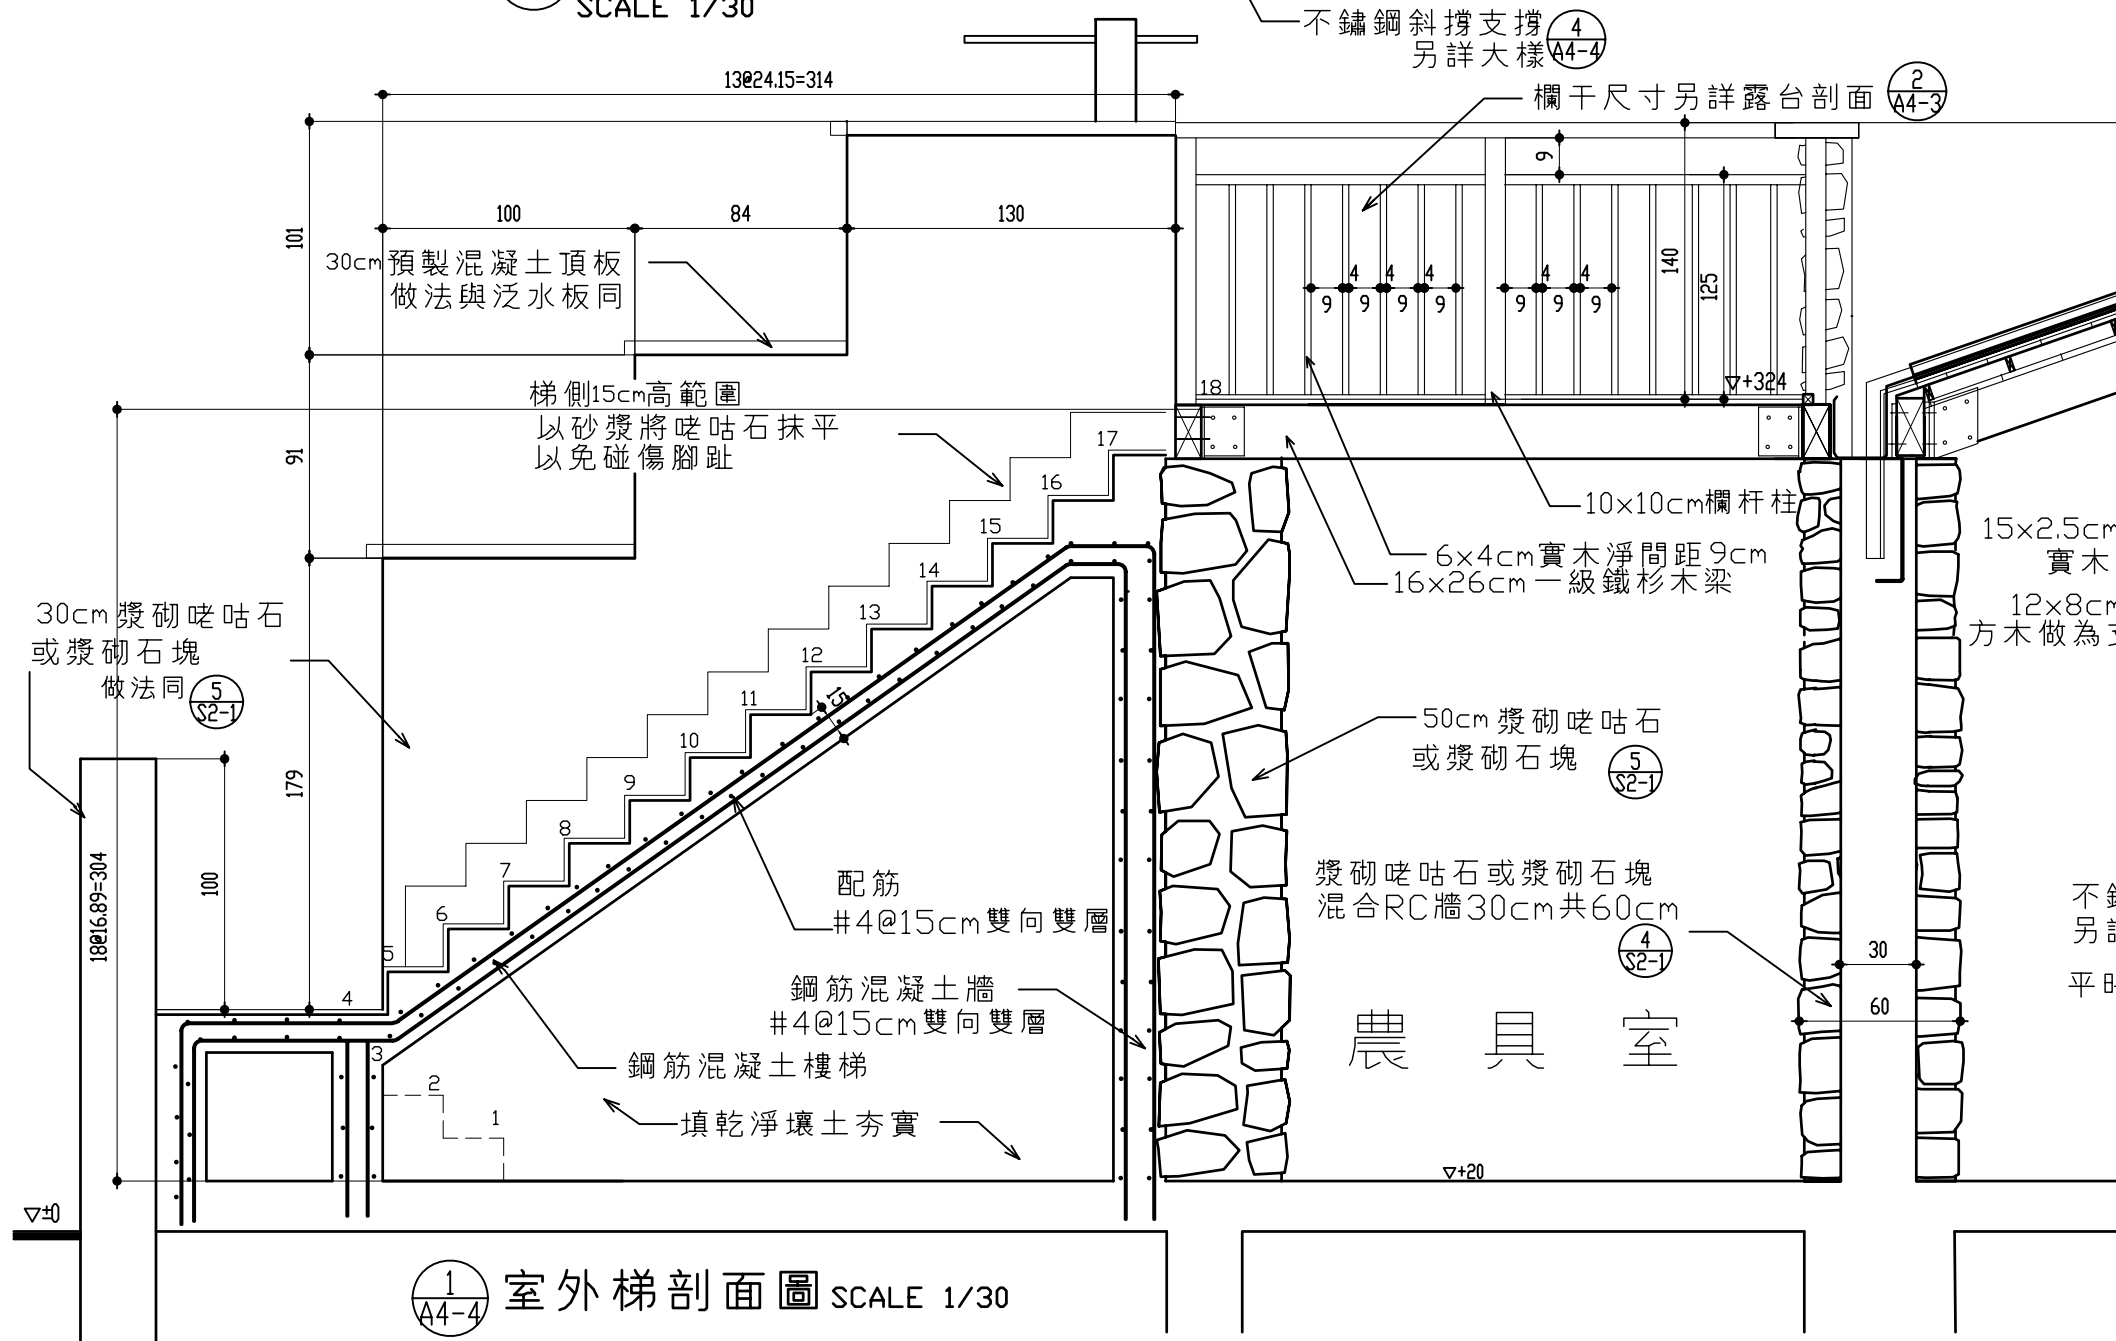 SCALE 1/30
不鏽鋼斜撐支撐
另詳大樣
4
A4-4
13@24.15=314
欄干尺寸另詳露台剖面
2
A4-3
9
101
100
84
130
30cm預製混凝土頂板
做法與泛水板同
140
125
4
4
4
4
4
9
9
9
9
9
9
9
梯側15cm高範圍
以砂漿將咾咕石抹平
以免碰傷腳趾
18
▽+324
91
17
16
15
14
13
12
11
10
9
8
7
6
5
4
3
2
1
10x10cm欄杆柱
6x4cm實木淨間距9cm
16x26cm一級鐵杉木梁
15x2.5cm
實木
12x8cm
方木做為
30cm漿砌咾咕石
或漿砌石塊
做法同
5
S2-1
15
50cm漿砌咾咕石
或漿砌石塊
5
S2-1
179
100
18@16.89=304
配筋
#4@15cm雙向雙層
漿砌咾咕石或漿砌石塊
混合RC牆30cm共60cm
4
S2-1
30
60
另
平
鋼筋混凝土牆
#4@15cm雙向雙層
農具室
鋼筋混凝土樓梯
填乾淨壤土夯實
▽+20
▽±0
1
A4-4
室外梯剖面圖 SCALE 1/30